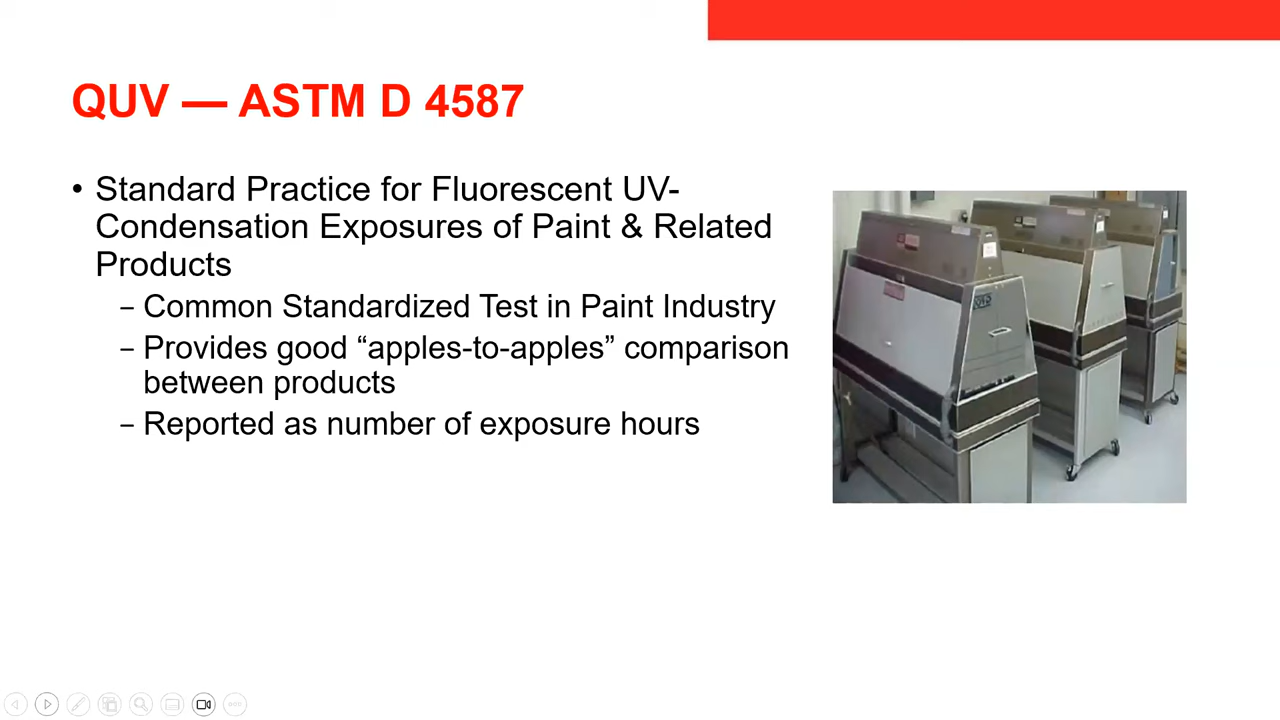 QUV — ASTM D 4587
• Standard Practice for Fluorescent UV-
Condensation Exposures of Paint & Related
Products
– Common Standardized Test in Paint Industry
– Provides good “apples-to-apples” comparison
between products
– Reported as number of exposure hours